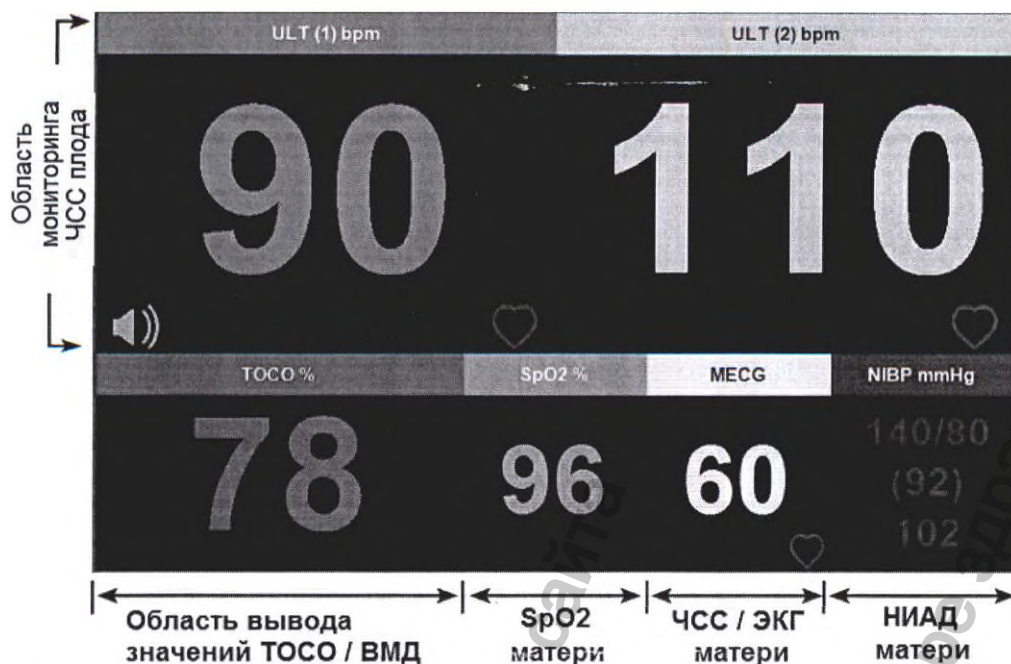 Область
мониторинга
ЧСС плода
ULT (1) bpm
ULT (2) bpm
90
110
TOCO %
SpO2 %
MECG
NIBP mmHg
78
96
60
140/80
(92)
102
Область вывода
значений ТОСО / ВМД
SpO2
матери
ЧСС / ЭКГ
матери
НИАД
матери
сайта